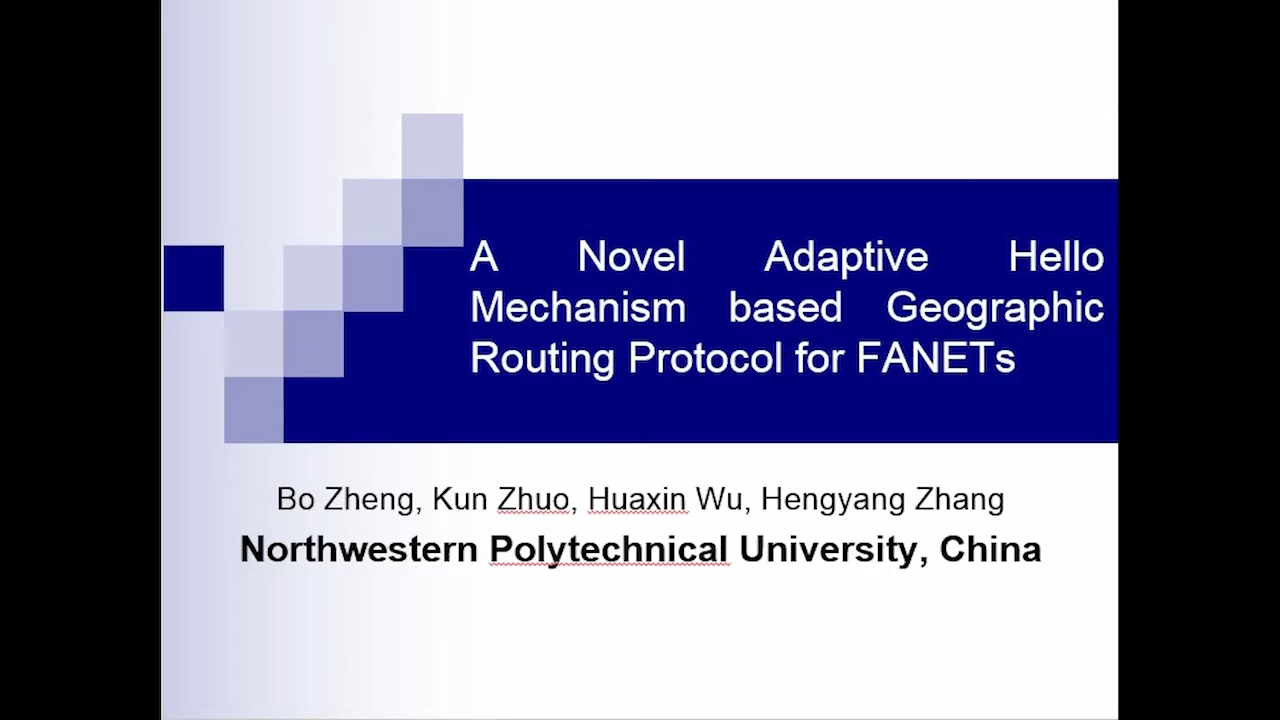 A Novel Adaptive Hello
Mechanism based Geographic
Routing Protocol for FANETs
Bo Zheng, Kun Zhuo, Huaxin Wu, Hengyang Zhang
Northwestern Polytechnical University, China